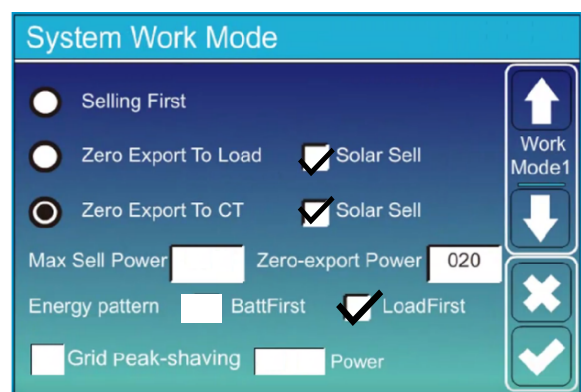 System Work Mode
Selling First
Zero Export To Load Solar Sell
Work Mode1
Zero Export To CT Solar Sell
Max Sell Power Zero-export Power 020
Energy pattern BattFirst LoadFirst
Grid Peak-shaving Power